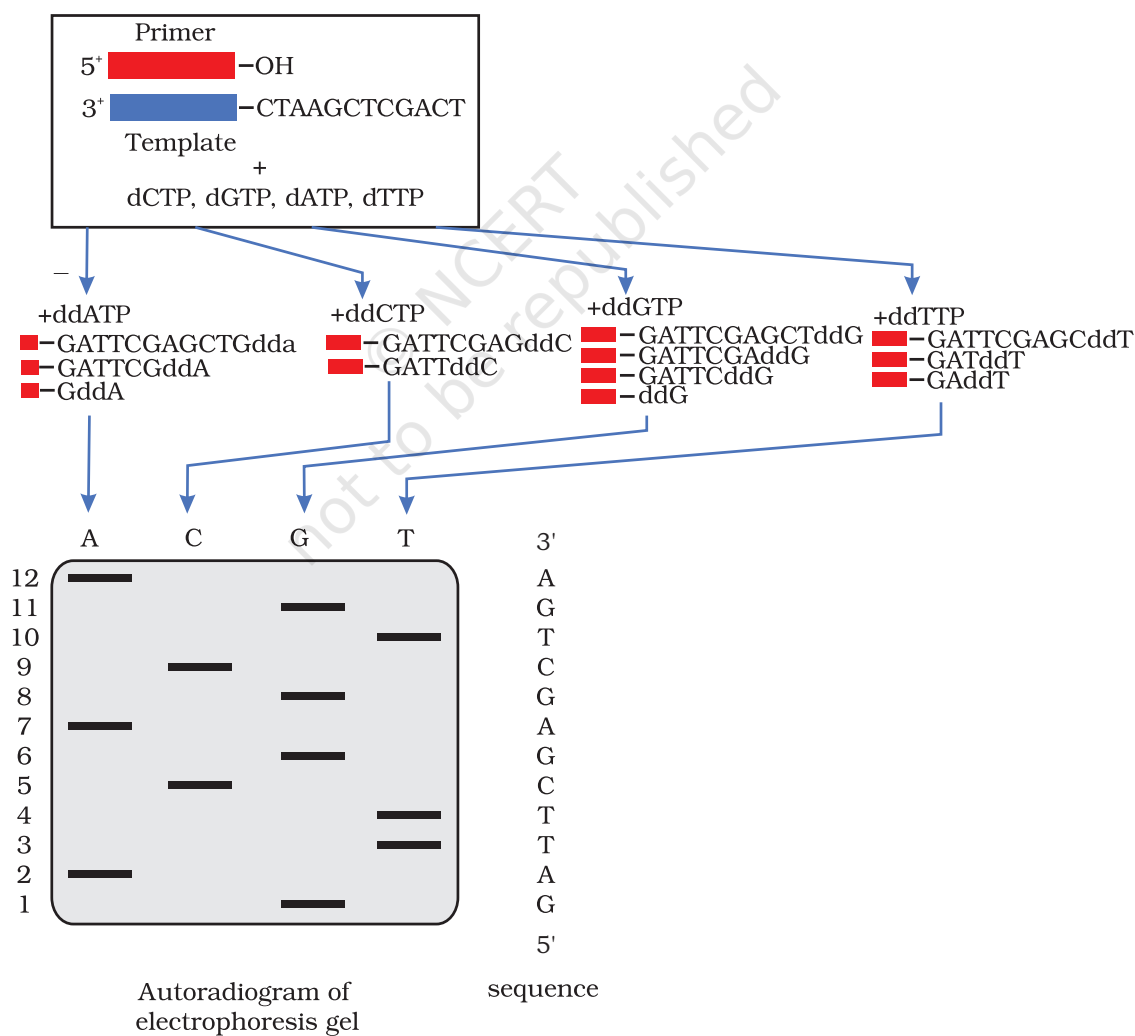 Primer
5⁺ –OH
3⁺ –CTAAGCTCGACT
Template
+
dCTP, dGTP, dATP, dTTP
–
+ddATP
–GATTCGAGCTGdda
–GATTCGddA
–GddA
+ddCTP
–GATTCGAGddC
–GATTddC
+ddGTP
–GATTCGAGCTddG
–GATTCGAddG
–GATTCddG
–ddG
+ddTTP
–GATTCGAGCddT
–GATddT
–GAddT
A C G T 3'
12 A
11 G
10 T
9 C
8 G
7 A
6 G
5 C
4 T
3 T
2 A
1 G
5'
Autoradiogram of
electrophoresis gel
sequence
© NCERT
not to be republished